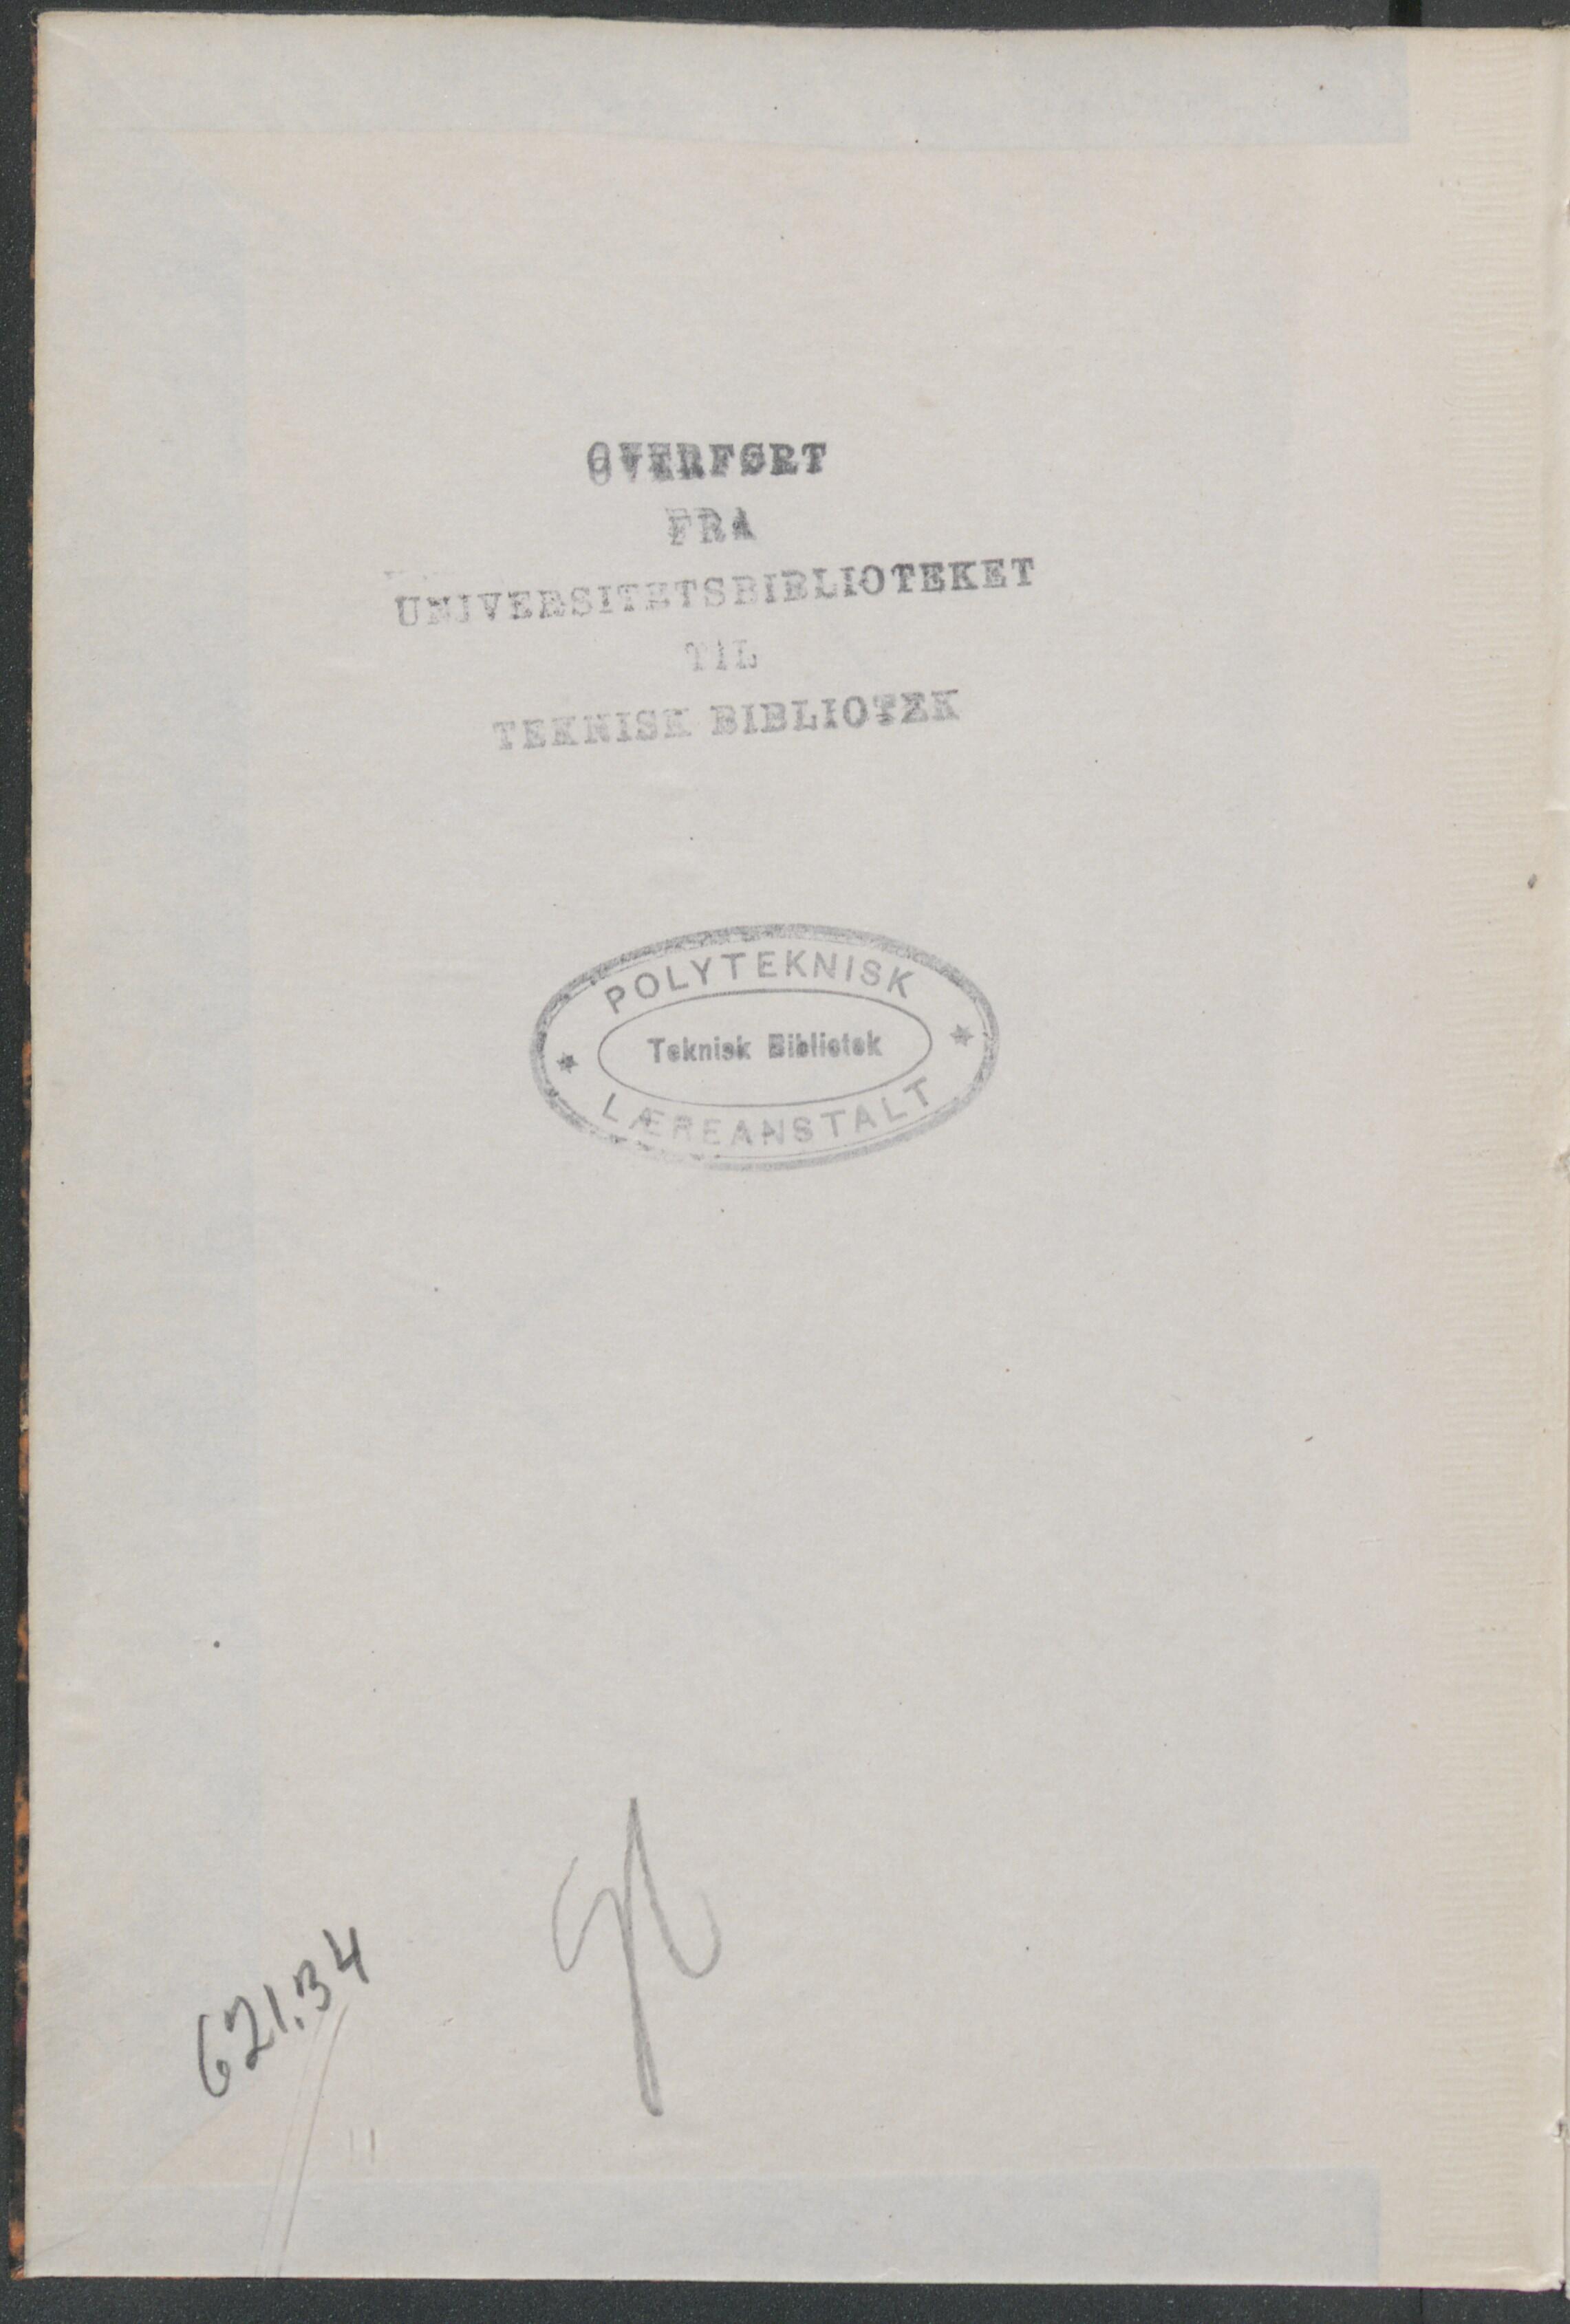 OVERFØRT
FRA
UNIVERSITETSBIBLIOTEKET
TIL
TEKNISK BIBLIOTEK
POLYTEKNISK
Teknisk Bibliotek
LÆREANSTALT
621.34